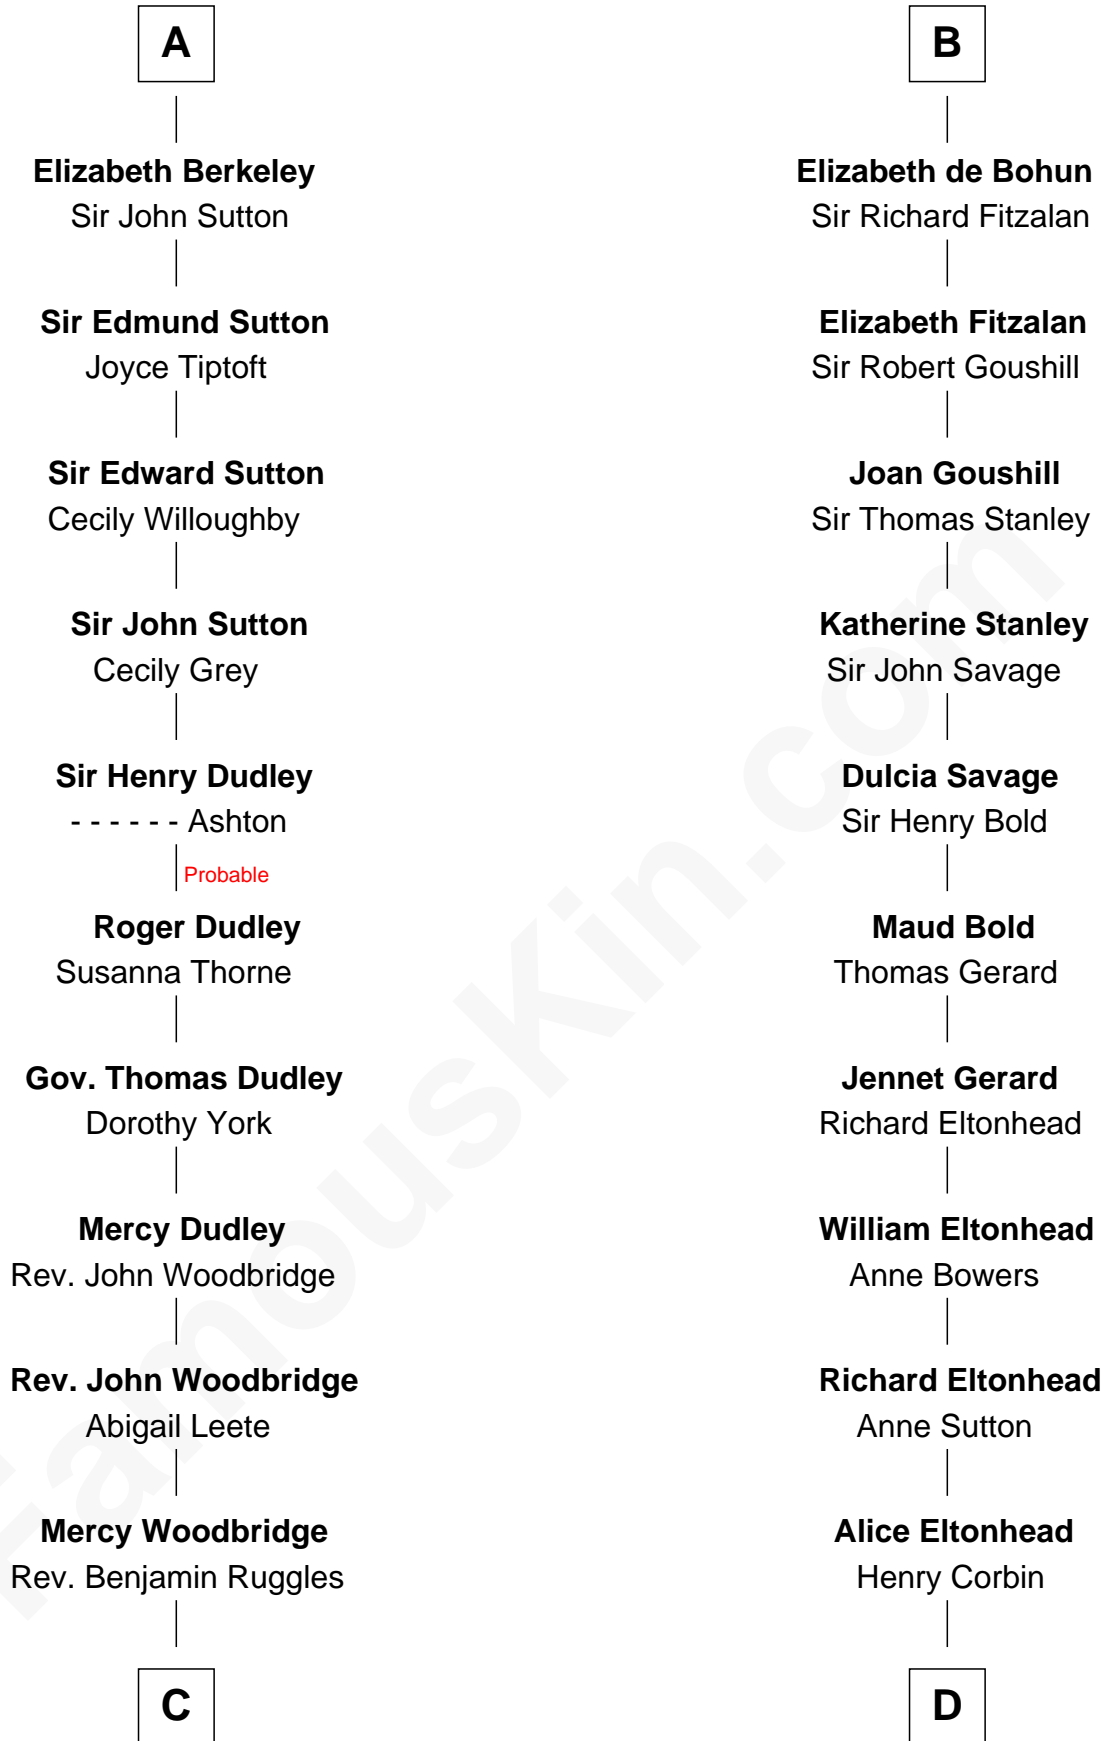 A
Elizabeth Berkeley
Sir John Sutton
Sir Edmund Sutton
Joyce Tiptoft
Sir Edward Sutton
Cecily Willoughby
Sir John Sutton
Cecily Grey
Sir Henry Dudley
- - - - - - Ashton
Probable
Roger Dudley
Susanna Thorne
Gov. Thomas Dudley
Dorothy York
Mercy Dudley
Rev. John Woodbridge
Rev. John Woodbridge
Abigail Leete
Mercy Woodbridge
Rev. Benjamin Ruggles
C
B
Elizabeth de Bohun
Sir Richard Fitzalan
Elizabeth Fitzalan
Sir Robert Goushill
Joan Goushill
Sir Thomas Stanley
Katherine Stanley
Sir John Savage
Dulcia Savage
Sir Henry Bold
Maud Bold
Thomas Gerard
Jennet Gerard
Richard Eltonhead
William Eltonhead
Anne Bowers
Richard Eltonhead
Anne Sutton
Alice Eltonhead
Henry Corbin
D
FamousKin.com